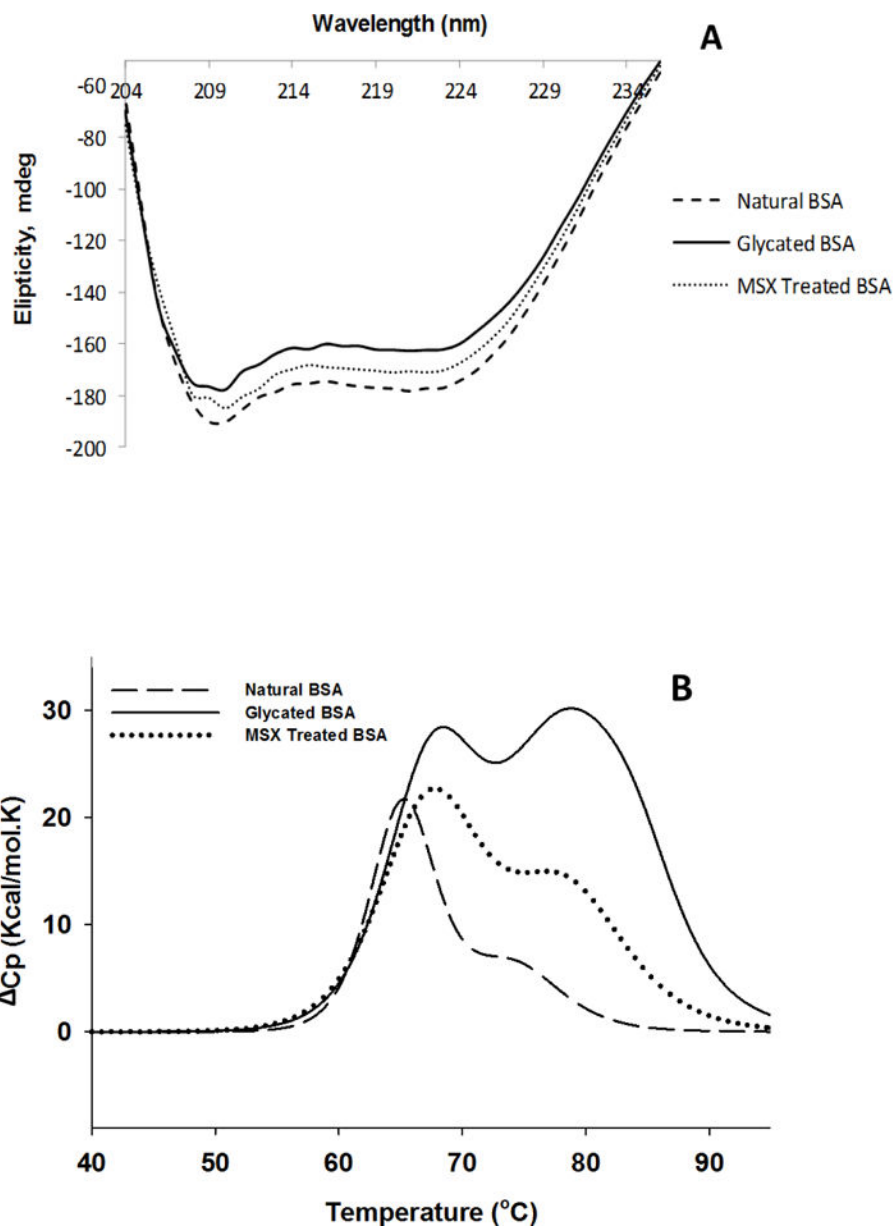 Wavelength (nm)
A
204 209 214 219 224 229 234
-60
-80
-100
-120
-140
-160
-180
-200
Elipticity, mdeg
Natural BSA
Glycated BSA
MSX Treated BSA
B
Natural BSA
Glycated BSA
MSX Treated BSA
30
20
10
0
ΔCp (Kcal/mol.K)
40 50 60 70 80 90
Temperature (°C)